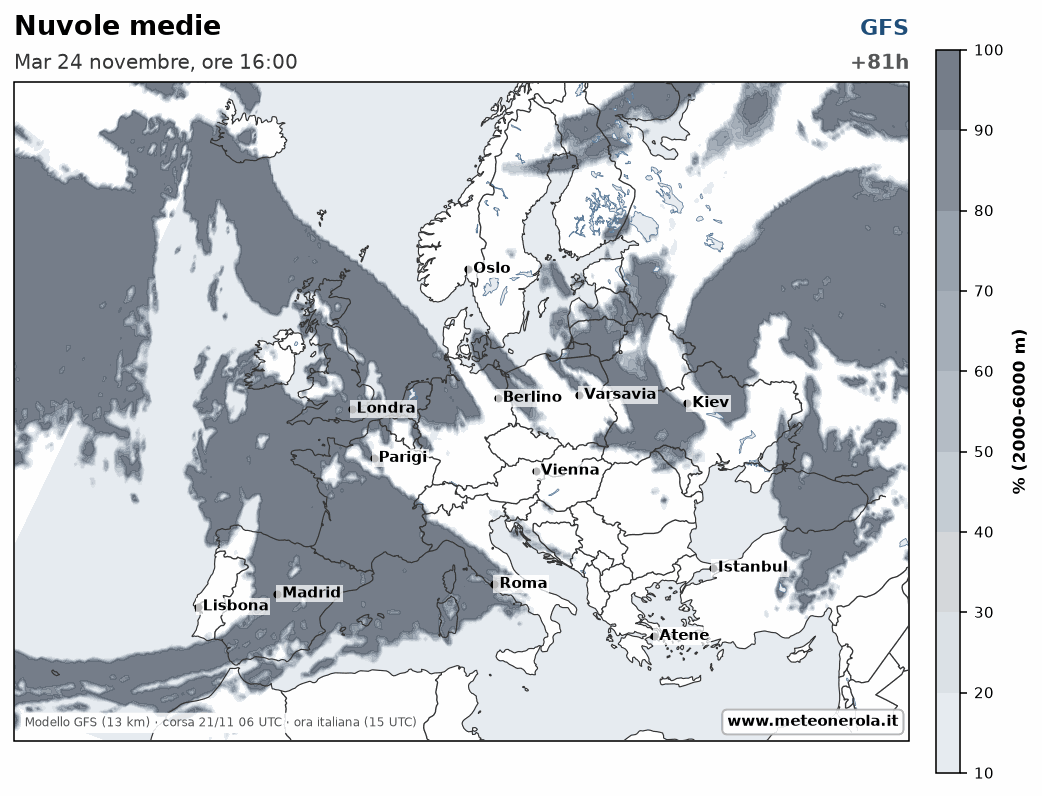 Nuvole medie
GFS
Mar 24 novembre, ore 16:00
+81h
100
90
80
70
60
50
40
30
20
10
% (2000-6000 m)
Oslo
Londra
Berlino
Varsavia
Kiev
Parigi
Vienna
Istanbul
Roma
Madrid
Lisbona
Atene
Modello GFS (13 km) · corsa 21/11 06 UTC · ora italiana (15 UTC)
www.meteonerola.it